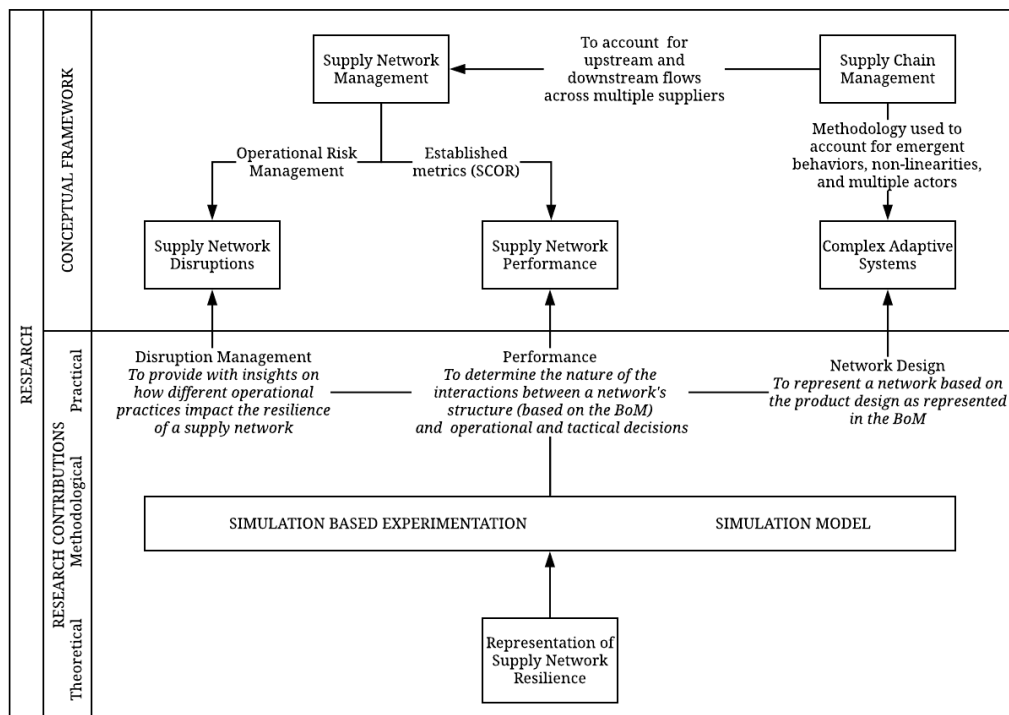 RESEARCH
CONCEPTUAL FRAMEWORK
Supply Network
Management
To account for
upstream and
downstream flows
across multiple suppliers
Supply Chain
Management
Operational Risk
Management
Established
metrics (SCOR)
Methodology used to
account for emergent
behaviors, non-linearities,
and multiple actors
Supply Network
Disruptions
Supply Network
Performance
Complex Adaptive
Systems
RESEARCH CONTRIBUTIONS
Practical
Disruption Management
To provide with insights on
how different operational
practices impact the resilience
of a supply network
Performance
To determine the nature of the
interactions between a network's
structure (based on the BoM)
and operational and tactical decisions
Network Design
To represent a network based on
the product design as represented
in the BoM
Methodological
SIMULATION BASED EXPERIMENTATION
SIMULATION MODEL
Theoretical
Representation of
Supply Network
Resilience